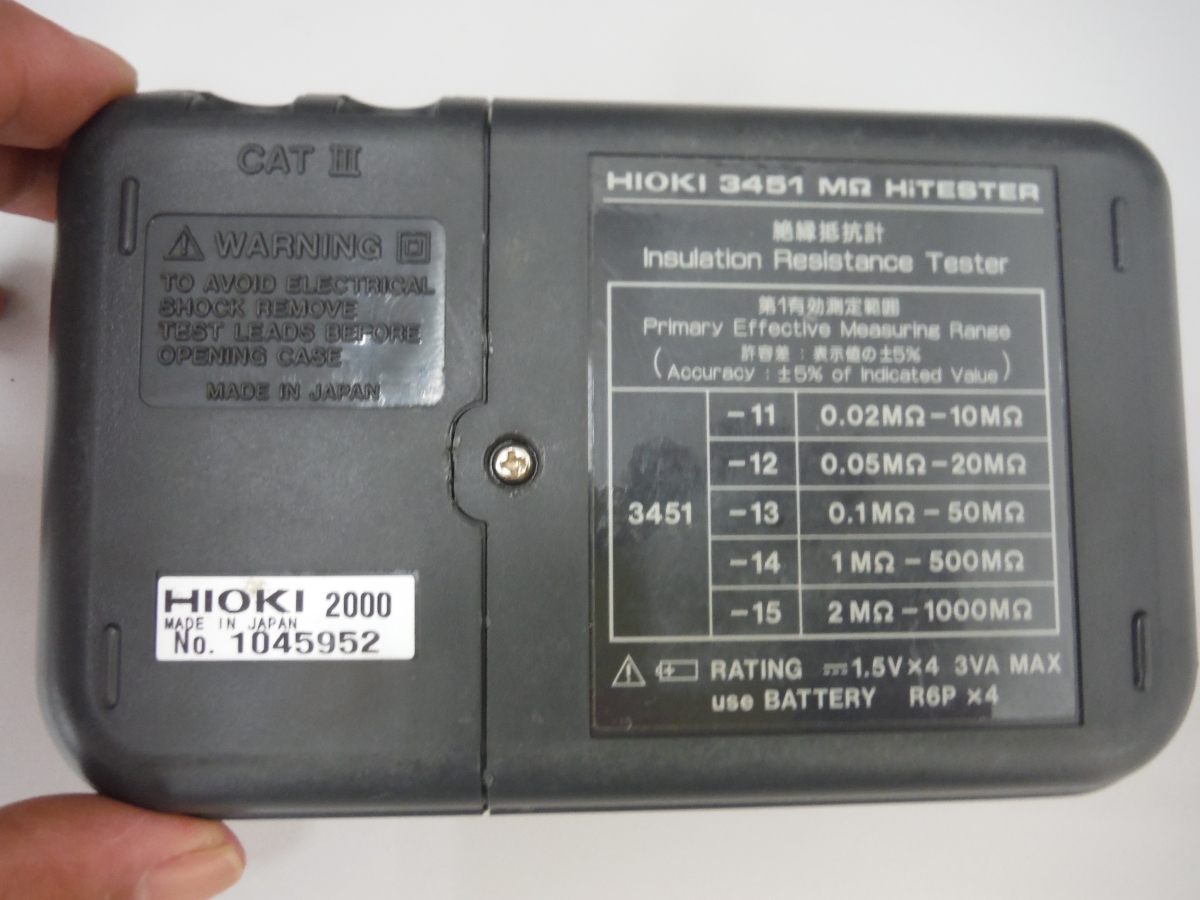 CAT III
WARNING
TO AVOID ELECTRICAL
SHOCK REMOVE
TEST LEADS BEFORE
OPENING CASE
MADE IN JAPAN
HIOKI 2000
MADE IN JAPAN
No. 1045952
HIOKI 3451 MΩ HiTESTER
絶縁抵抗計
Insulation Resistance Tester
第1有効測定範囲
Primary Effective Measuring Range
許容差 : 表示値の±5%
(Accuracy : ±5% of Indicated Value)
3451
-11 0.02MΩ-10MΩ
-12 0.05MΩ-20MΩ
-13 0.1MΩ-50MΩ
-14 1MΩ-500MΩ
-15 2MΩ-1000MΩ
RATING ⎓1.5V×4 3VA MAX
use BATTERY R6P ×4